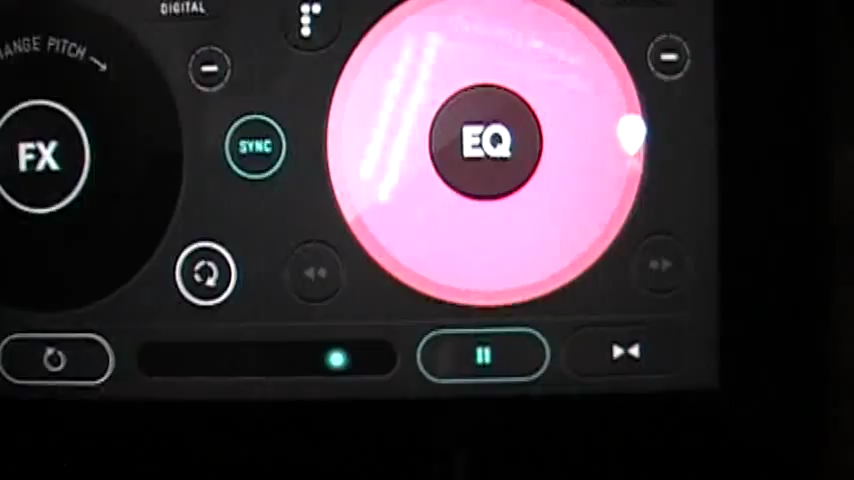 DIGITAL
ANGE PITCH
FX
SYNC
EQ